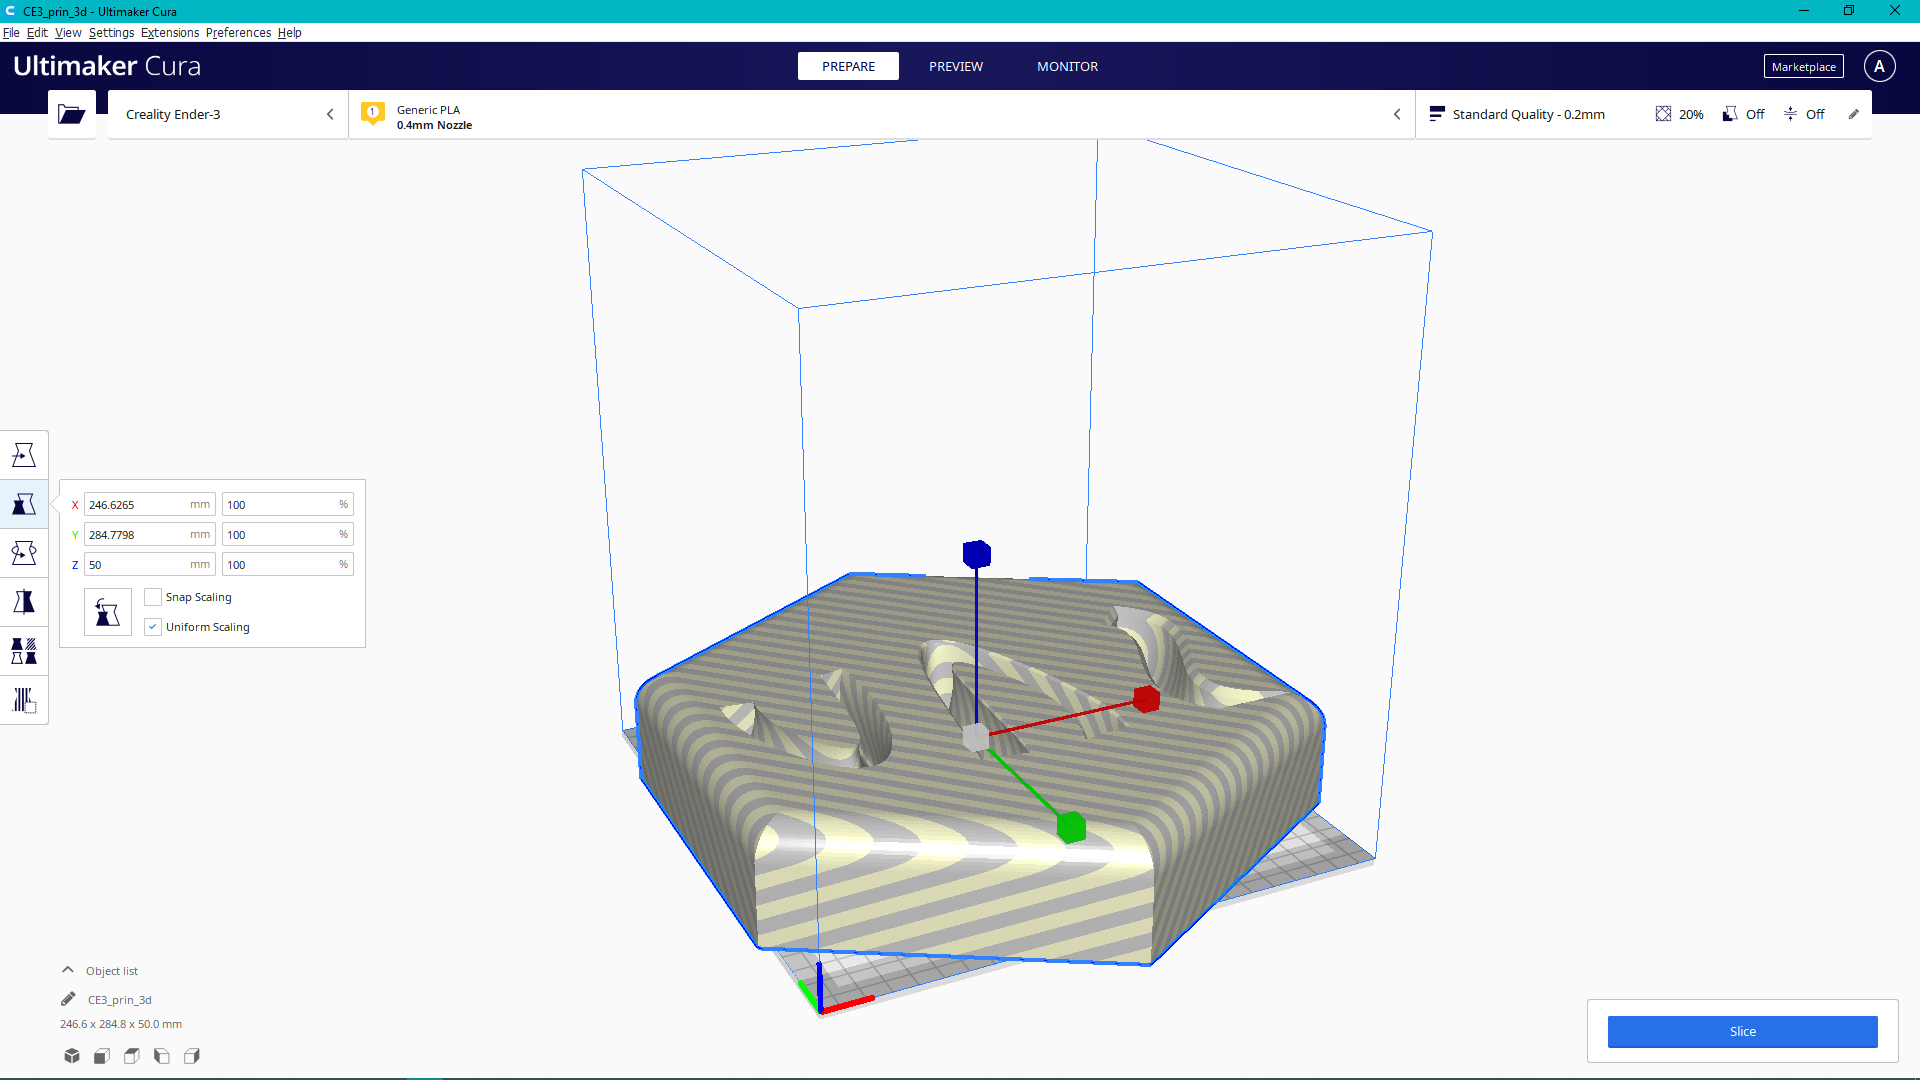 CE3_prin_3d - Ultimaker Cura
File Edit View Settings Extensions Preferences Help
Ultimaker Cura
PREPARE
PREVIEW
MONITOR
Marketplace
A
Creality Ender-3
1
Generic PLA
0.4mm Nozzle
Standard Quality - 0.2mm
20%
Off
Off
X 246.6265 mm 100 %
Y 284.7798 mm 100 %
Z 50 mm 100 %
Snap Scaling
Uniform Scaling
Object list
CE3_prin_3d
246.6 x 284.8 x 50.0 mm
Slice